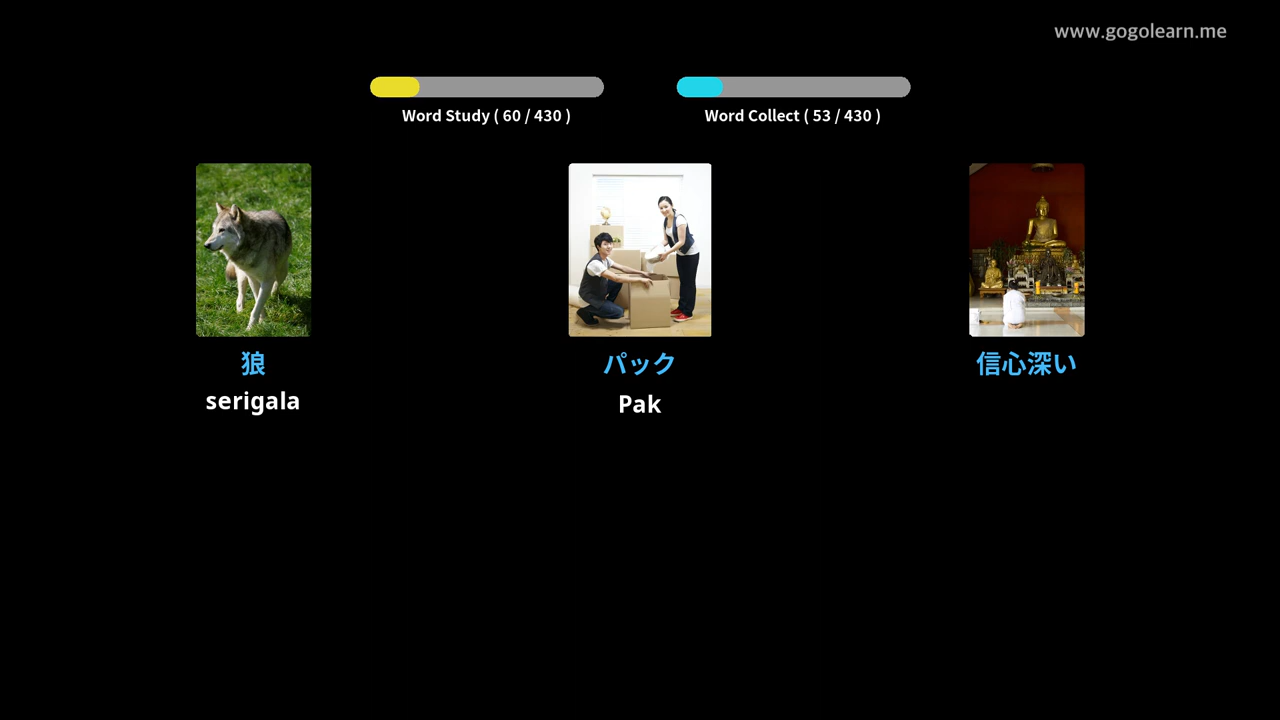 www.gogolearn.me
Word Study ( 60 / 430 )
Word Collect ( 53 / 430 )
狼
serigala
パック
Pak
信心深い